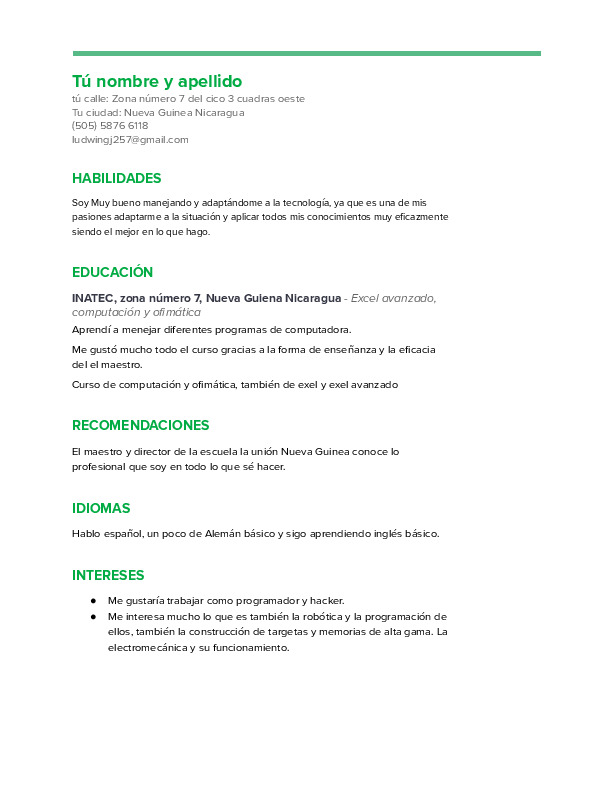 Tú nombre y apellido
tú calle: Zona número 7 del cico 3 cuadras oeste
Tu ciudad: Nueva Guinea Nicaragua
(505) 5876 6118
ludwingj257@gmail.com
HABILIDADES
Soy Muy bueno manejando y adaptándome a la tecnología, ya que es una de mis
pasiones adaptarme a la situación y aplicar todos mis conocimientos muy eficazmente
siendo el mejor en lo que hago.
EDUCACIÓN
INATEC, zona número 7, Nueva Guiena Nicaragua - Excel avanzado,
computación y ofimática
Aprendí a menejar diferentes programas de computadora.
Me gustó mucho todo el curso gracias a la forma de enseñanza y la eficacia
del el maestro.
Curso de computación y ofimática, también de exel y exel avanzado
RECOMENDACIONES
El maestro y director de la escuela la unión Nueva Guinea conoce lo
profesional que soy en todo lo que sé hacer.
IDIOMAS
Hablo español, un poco de Alemán básico y sigo aprendiendo inglés básico.
INTERESES
● Me gustaría trabajar como programador y hacker.
● Me interesa mucho lo que es también la robótica y la programación de
ellos, también la construcción de targetas y memorias de alta gama. La
electromecánica y su funcionamiento.